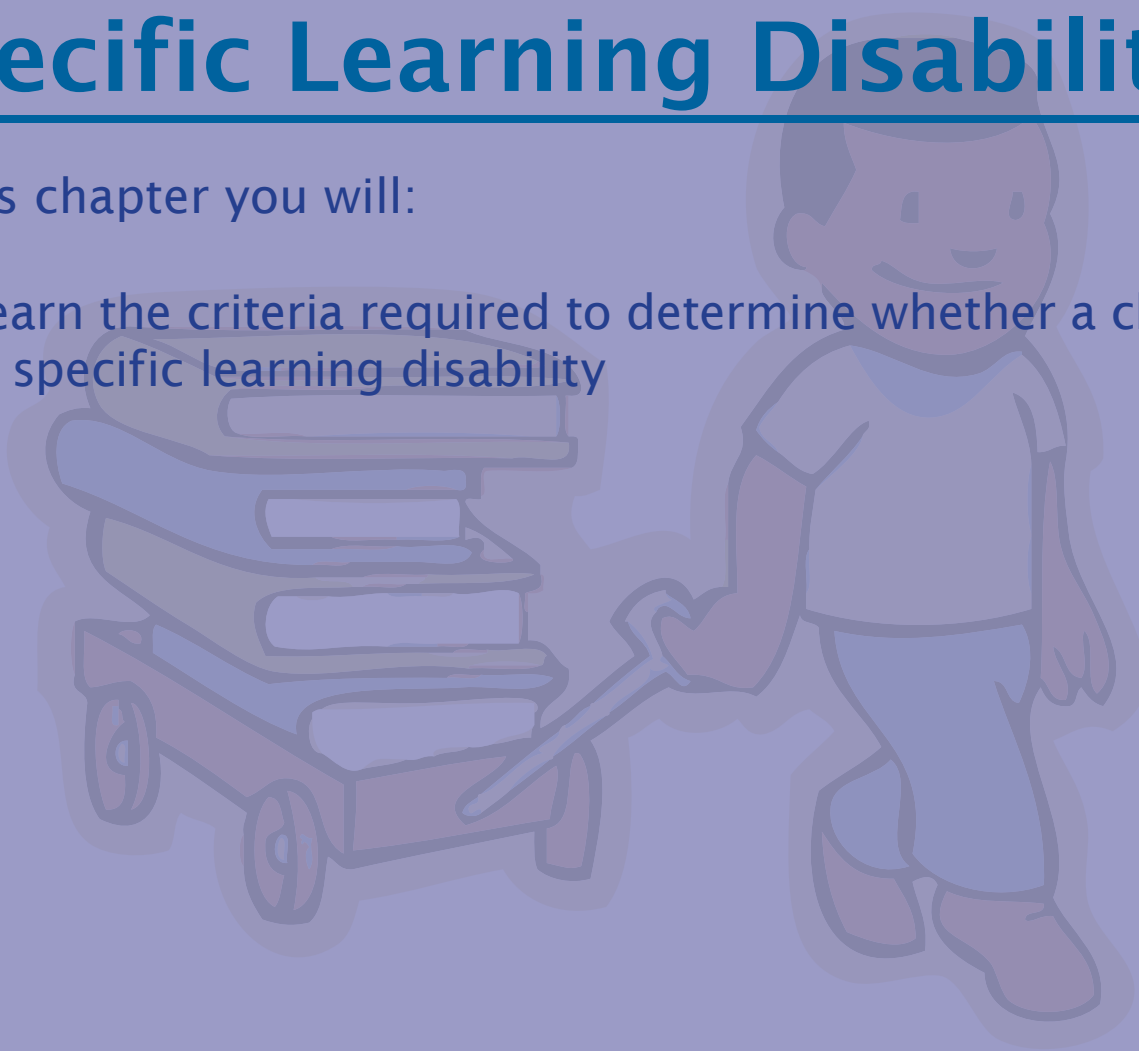 ecific Learning Disabilit
s chapter you will:
earn the criteria required to determine whether a c
specific learning disability